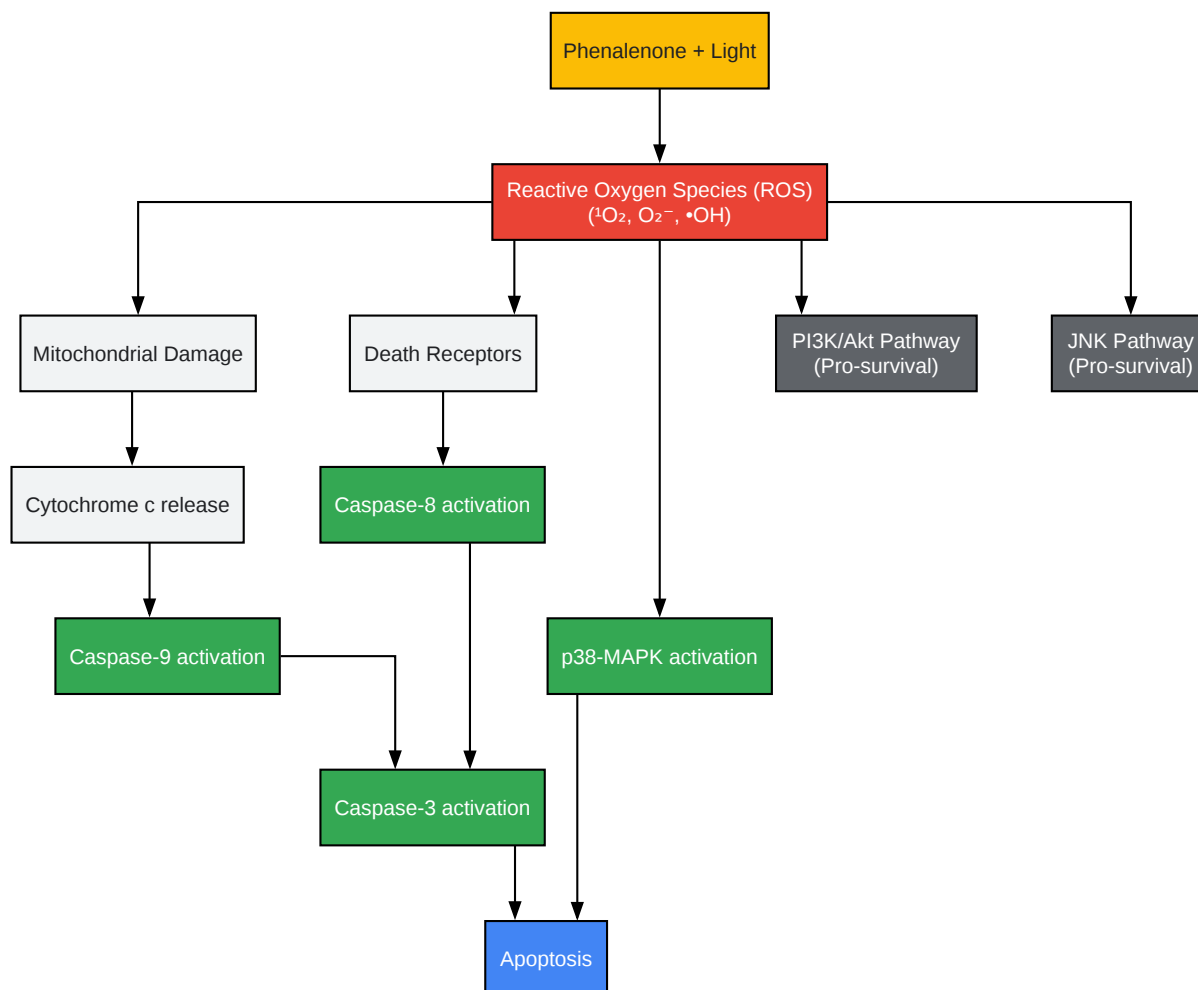 Phenalenone + Light
Reactive Oxygen Species (ROS)
(¹O₂, O₂⁻, •OH)
Mitochondrial Damage
Death Receptors
PI3K/Akt Pathway
(Pro-survival)
JNK Pathway
(Pro-survival)
Cytochrome c release
Caspase-8 activation
Caspase-9 activation
p38-MAPK activation
Caspase-3 activation
Apoptosis